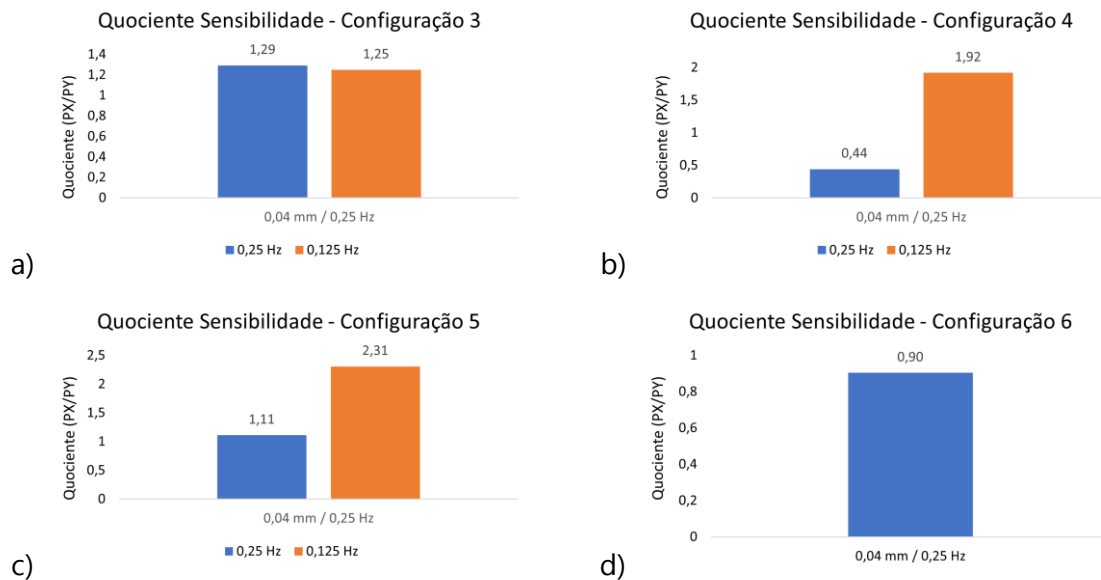 Quociente Sensibilidade - Configuração 3
Quociente (PX/PY)
1,4
1,2
1
0,8
0,6
0,4
0,2
0
1,29
1,25
0,04 mm / 0,25 Hz
0,25 Hz 0,125 Hz
a)
Quociente Sensibilidade - Configuração 4
Quociente (PX/PY)
2
1,5
1
0,5
0
0,44
1,92
0,04 mm / 0,25 Hz
0,25 Hz 0,125 Hz
b)
Quociente Sensibilidade - Configuração 5
Quociente (PX/PY)
2,5
2
1,5
1
0,5
0
1,11
2,31
0,04 mm / 0,25 Hz
0,25 Hz 0,125 Hz
c)
Quociente Sensibilidade - Configuração 6
Quociente (PX/PY)
1
0,8
0,6
0,4
0,2
0
0,90
0,04 mm / 0,25 Hz
d)